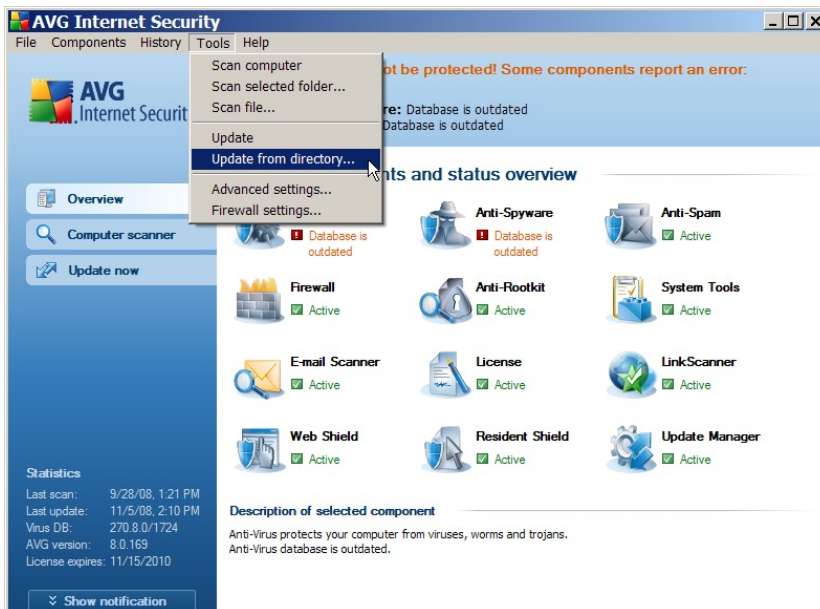 AVG Internet Security
File Components History Tools Help
Scan computer
Scan selected folder...
Scan file...
Update
Update from directory...
Advanced settings...
Firewall settings...
ot be protected! Some components report an error:
re: Database is outdated
Database is outdated
AVG
Internet Securit
nts and status overview
Overview
Computer scanner
Update now
Database is
outdated
Anti-Spyware
Database is
outdated
Anti-Spam
Active
Firewall
Active
Anti-Rootkit
Active
System Tools
Active
E-mail Scanner
Active
License
Active
LinkScanner
Active
Web Shield
Active
Resident Shield
Active
Update Manager
Active
Statistics
Last scan: 9/28/08, 1:21 PM
Last update: 11/5/08, 2:10 PM
Virus DB: 270.8.0/1724
AVG version: 8.0.169
License expires: 11/15/2010
Description of selected component
Anti-Virus protects your computer from viruses, worms and trojans.
Anti-Virus database is outdated.
Show notification